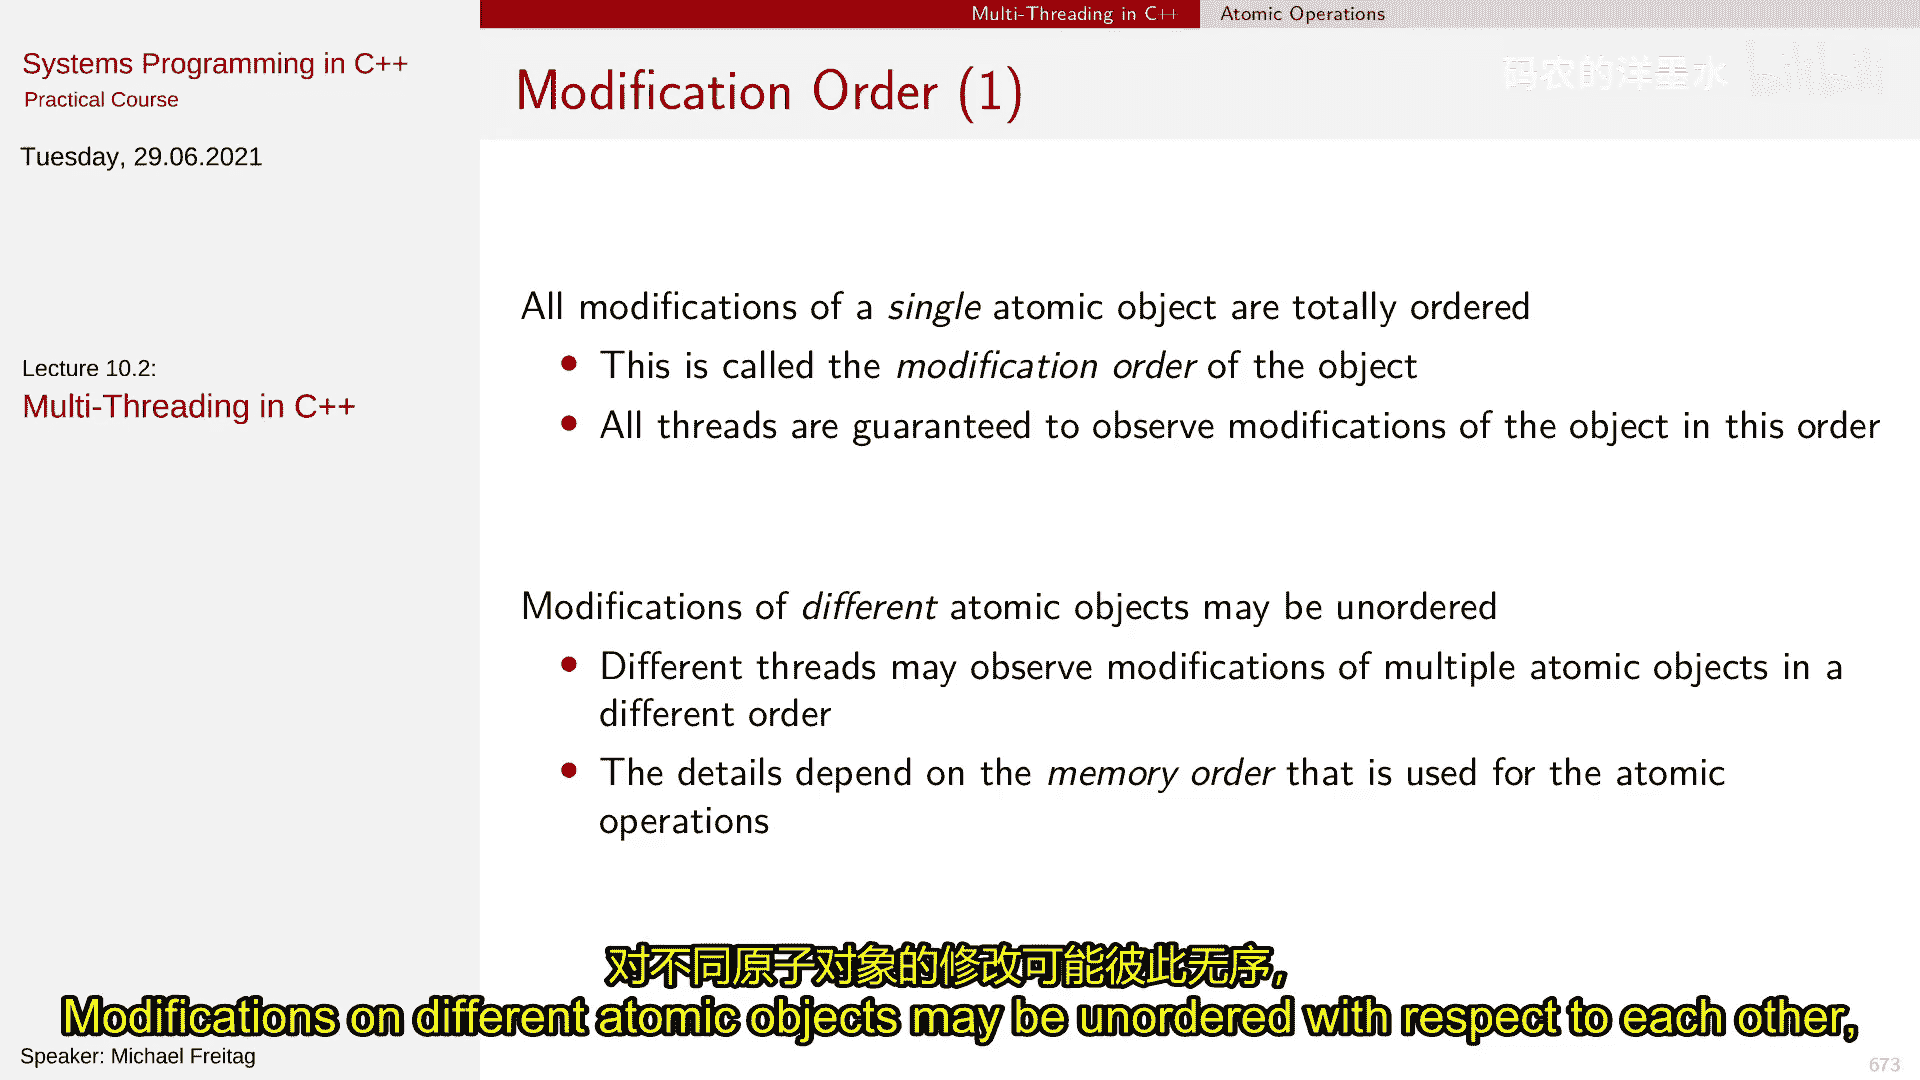 Multi-Threading in C++
Atomic Operations
Systems Programming in C++
Practical Course
Tuesday, 29.06.2021
Lecture 10.2:
Multi-Threading in C++
Modification Order (1)
码农的洋墨水
All modifications of a single atomic object are totally ordered
• This is called the modification order of the object
• All threads are guaranteed to observe modifications of the object in this order
Modifications of different atomic objects may be unordered
• Different threads may observe modifications of multiple atomic objects in a
different order
• The details depend on the memory order that is used for the atomic
operations
对不同原子对象的修改可能彼此无序,
Modifications on different atomic objects may be unordered with respect to each other,
Speaker: Michael Freitag
673